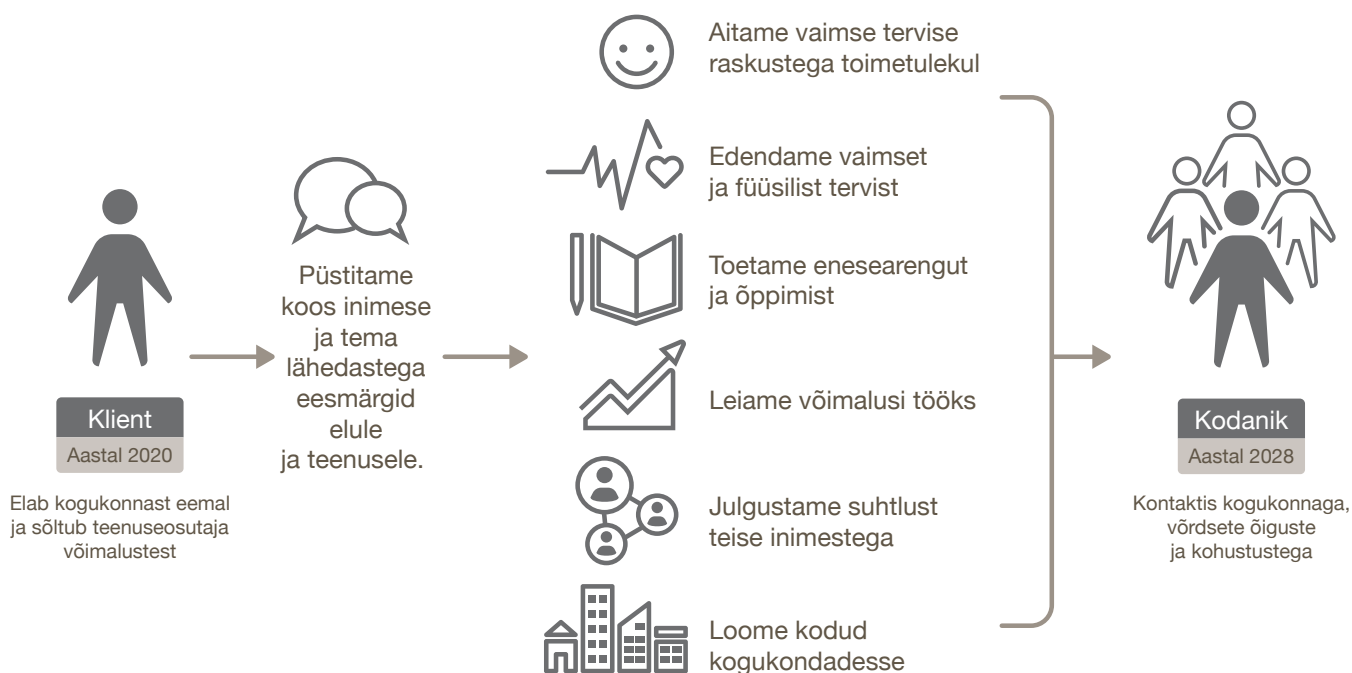 Klient
Aastal 2020
Elab kogukonnast eemal
ja sõltub teenuseosutaja
võimalustest
Püstitame
koos inimese
ja tema
lähedastega
eesmärgid
elule
ja teenusele.
Aitame vaimse tervise
raskustega toimetulekul
Edendame vaimset
ja füüsilist tervist
Toetame enesearengut
ja õppimist
Leiame võimalusi tööks
Julgustame suhtlust
teise inimestega
Loome kodud
kogukondadesse
Kodanik
Aastal 2028
Kontaktis kogukonnaga,
võrdsete õiguste
ja kohustustega